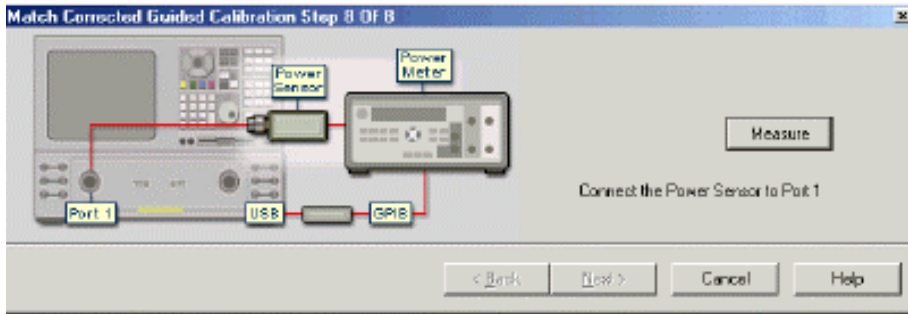 Match Corrected Guided Calibration Step 8 Of 8
Power
Sensor
Power
Meter
Port 1
USB
GPIB
Measure
Connect the Power Sensor to Port 1
< Back
Next >
Cancel
Help